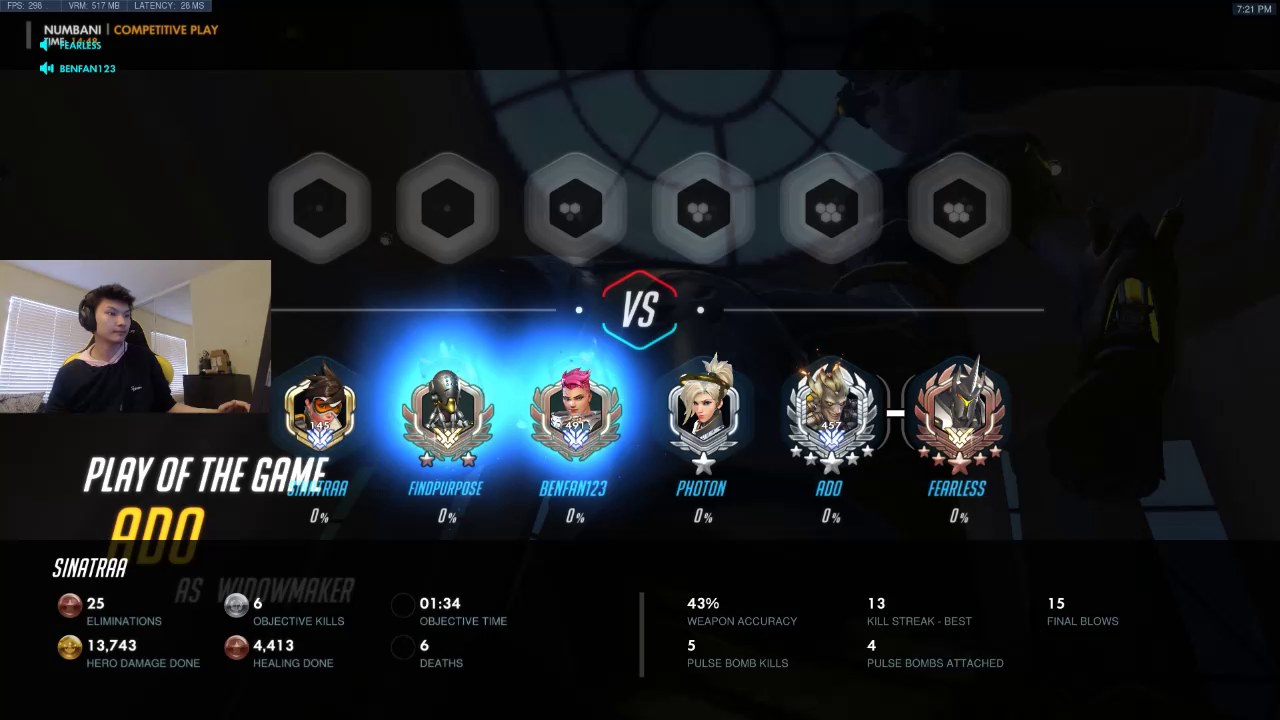 FPS: 298 VRM: 517 MB LATENCY: 26 MS
7:21 PM
NUMBANI | COMPETITIVE PLAY
TIME: 14:48
FEARLESS
BENFAN123
VS
145
491
457
PLAY OF THE GAME
SINATRAA FINDPURPOSE BENFAN123 PHOTON ADO FEARLESS
0% 0% 0% 0% 0% 0%
ADO
AS WIDOWMAKER
SINATRAA
25 6 01:34 43% 13 15
ELIMINATIONS OBJECTIVE KILLS OBJECTIVE TIME WEAPON ACCURACY KILL STREAK - BEST FINAL BLOWS
13,743 4,413 6 5 4
HERO DAMAGE DONE HEALING DONE DEATHS PULSE BOMB KILLS PULSE BOMBS ATTACHED